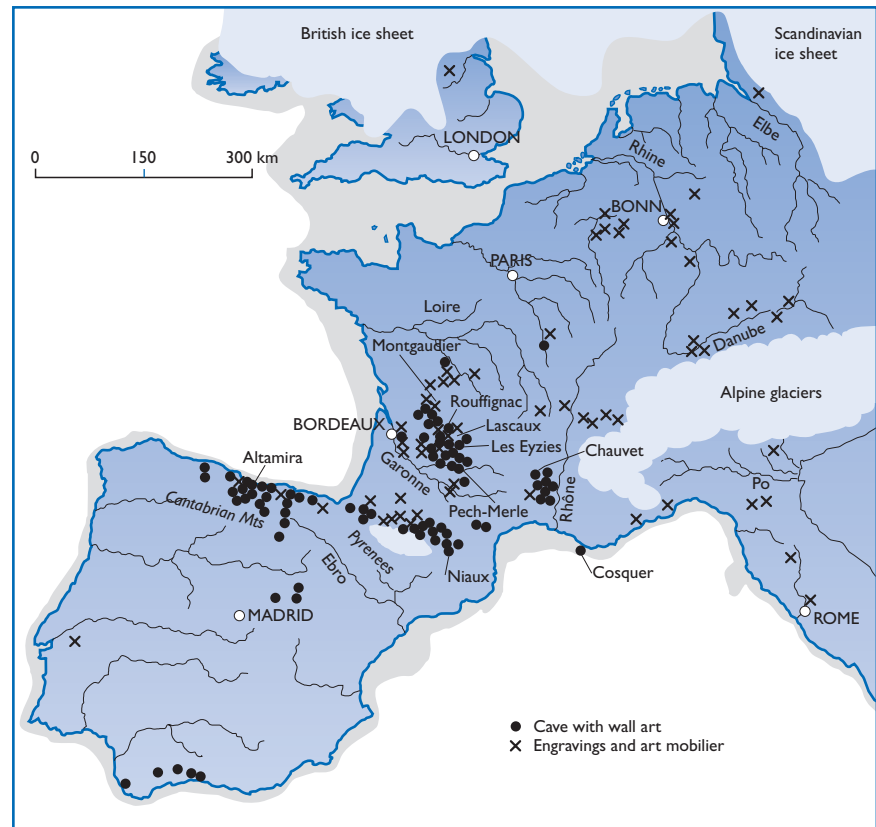 British ice sheet
Scandinavian
ice sheet
LONDON
Elbe
0 150 300 km
Rhine
BONN
PARIS
Loire
Danube
Montgaudier
Alpine glaciers
Rouffignac
BORDEAUX
Lascaux
Les Eyzies
Chauvet
Altamira
Garonne
Po
Cantabrian Mts
Pech-Merle
Rhône
Pyrenees
Ebro
Niaux
Cosquer
MADRID
ROME
Cave with wall art
Engravings and art mobilier